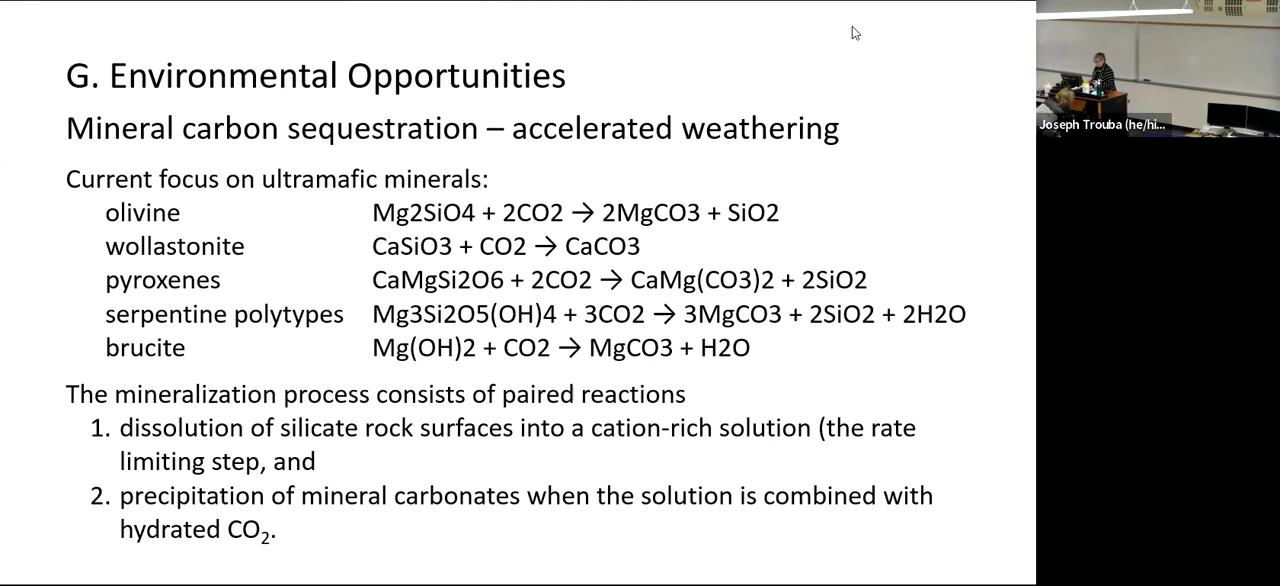 G. Environmental Opportunities
Mineral carbon sequestration – accelerated weathering
Current focus on ultramafic minerals:
olivine Mg2SiO4 + 2CO2 → 2MgCO3 + SiO2
wollastonite CaSiO3 + CO2 → CaCO3
pyroxenes CaMgSi2O6 + 2CO2 → CaMg(CO3)2 + 2SiO2
serpentine polytypes Mg3Si2O5(OH)4 + 3CO2 → 3MgCO3 + 2SiO2 + 2H2O
brucite Mg(OH)2 + CO2 → MgCO3 + H2O
The mineralization process consists of paired reactions
1. dissolution of silicate rock surfaces into a cation-rich solution (the rate
limiting step, and
2. precipitation of mineral carbonates when the solution is combined with
hydrated CO₂.
Joseph Trouba (he/hi...